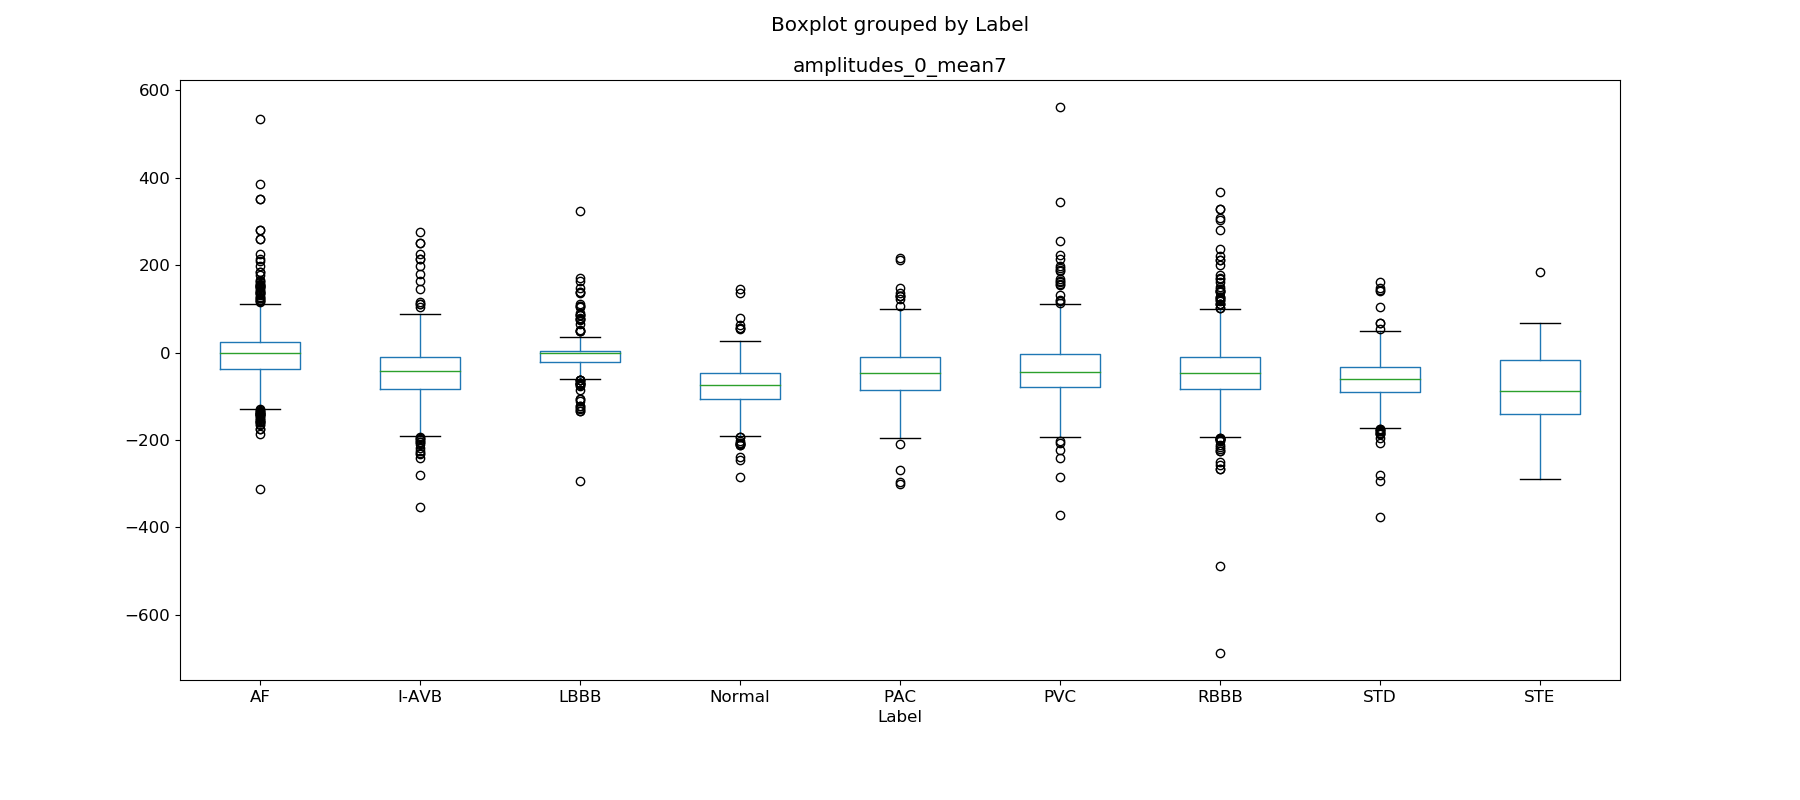 Boxplot grouped by Label
amplitudes_0_mean7
600
400
200
0
−200
−400
−600
AF I-AVB LBBB Normal PAC PVC RBBB STD STE
Label